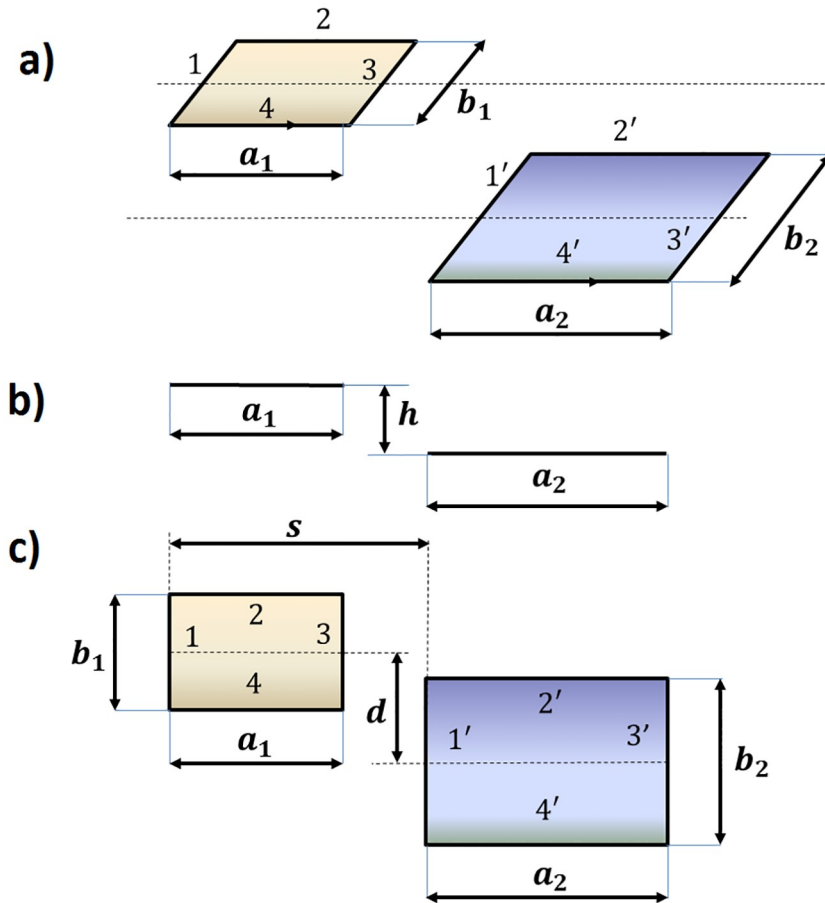 a)
2
1
3
4
b₁
a₁
2′
1′
3′
4′
b₂
a₂
b)
a₁
h
a₂
c)
s
b₁
2
1
3
4
d
a₁
2′
1′
3′
4′
b₂
a₂